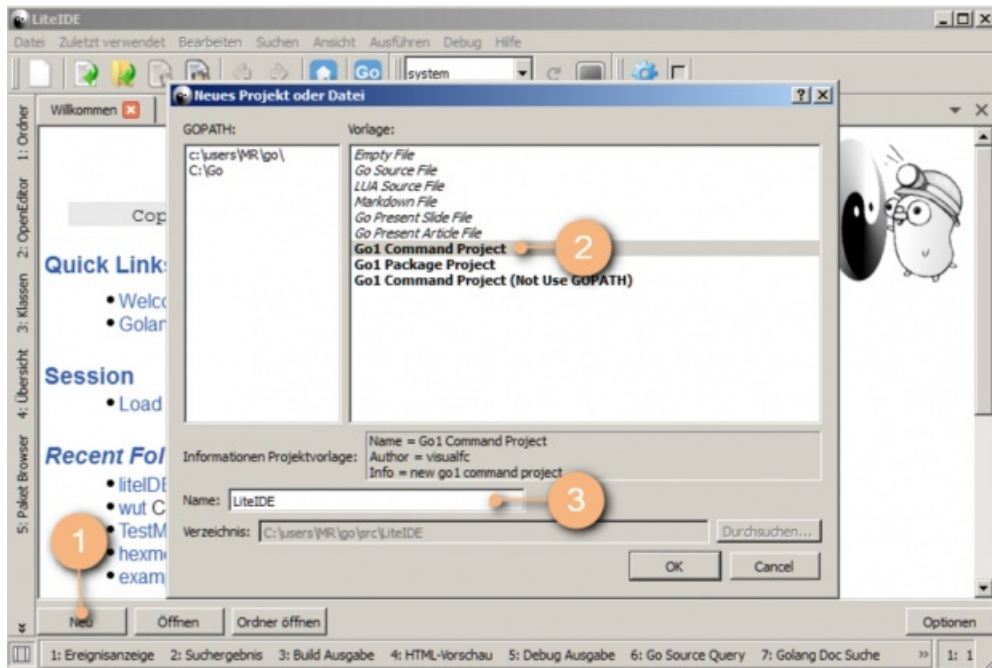 LiteIDE
Datei Zuletzt verwendet Bearbeiten Suchen Ansicht Ausführen Debug Hilfe
Go system
Willkommen
1: Ordner
2: OpenEditor
3: Klassen
4: Übersicht
5: Paket Browser
Cop
Quick Link
Welco
Golan
Session
Load
Recent Fol
liteIDE
wut C
TestM
hexm
exam
Neues Projekt oder Datei
GOPATH:
c:\users\MR\go\
C:\Go
Vorlage:
Empty File
Go Source File
LUA Source File
Markdown File
Go Present Slide File
Go Present Article File
Go1 Command Project
Go1 Package Project
Go1 Command Project (Not Use GOPATH)
2
Informationen Projektvorlage:
Name = Go1 Command Project
Author = visualfc
Info = new go1 command project
Name: LiteIDE
3
Verzeichnis: C:\users\MR\go\src\LiteIDE Durchsuchen...
OK Cancel
1
Neu Öffnen Ordner öffnen Optionen
1: Ereignisanzeige 2: Suchergebnis 3: Build Ausgabe 4: HTML-Vorschau 5: Debug Ausgabe 6: Go Source Query 7: Golang Doc Suche » 1: 1